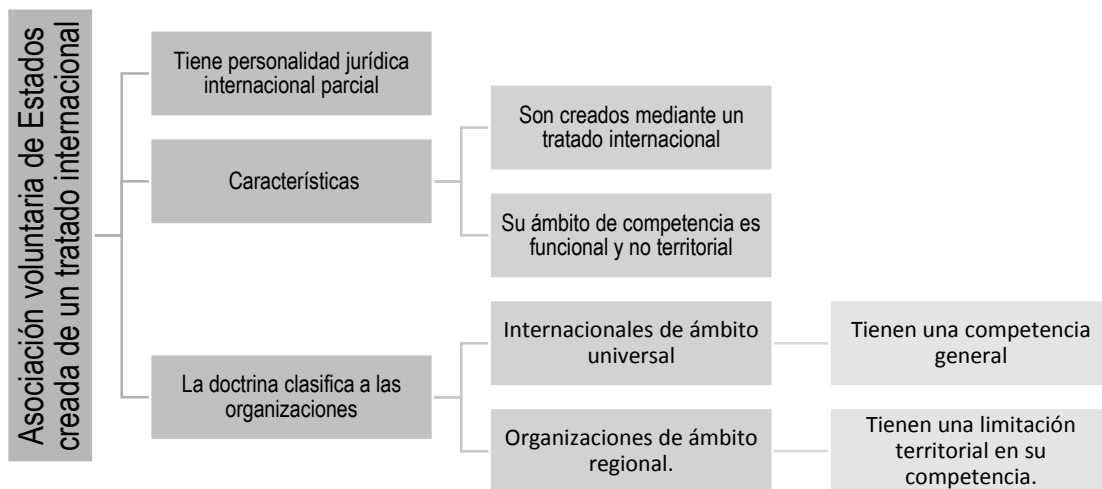 Asociación voluntaria de Estados
creada de un tratado internacional
Tiene personalidad jurídica
internacional parcial
Características
Son creados mediante un
tratado internacional
Su ámbito de competencia es
funcional y no territorial
La doctrina clasifica a las
organizaciones
Internacionales de ámbito
universal
Tienen una competencia
general
Organizaciones de ámbito
regional.
Tienen una limitación
territorial en su
competencia.